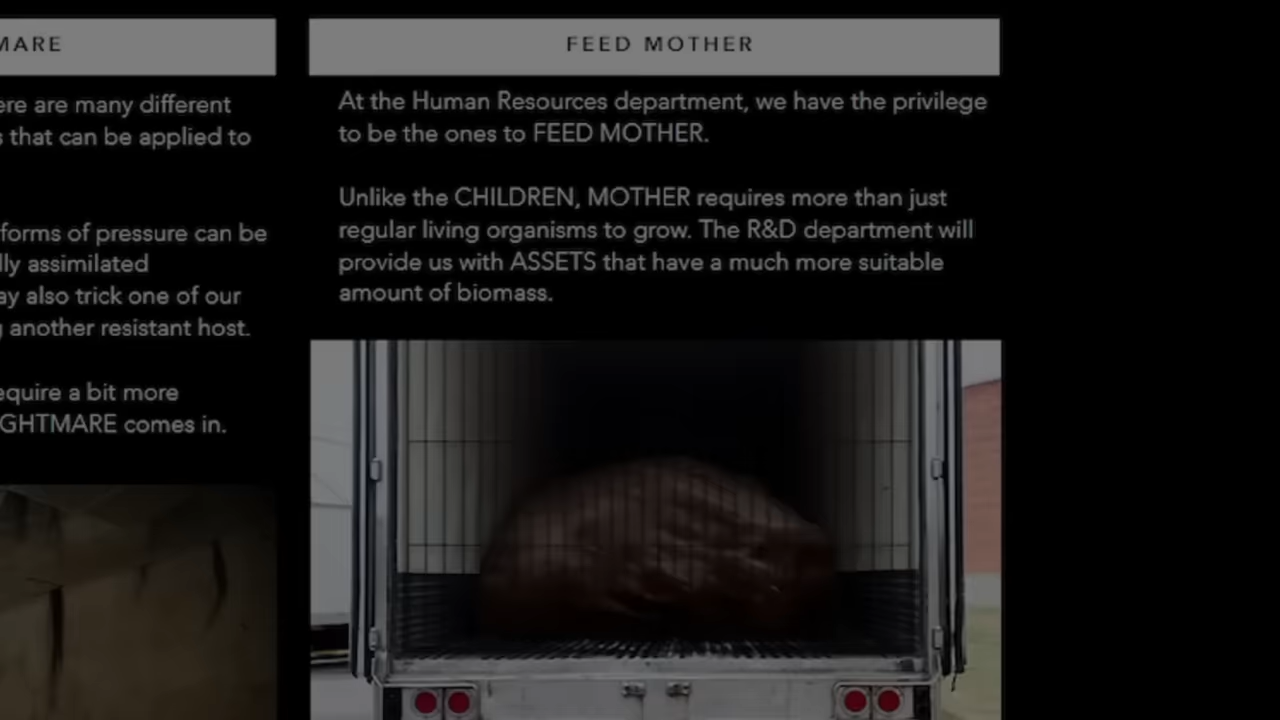 MARE
ere are many different
s that can be applied to
forms of pressure can be
lly assimilated
ay also trick one of our
g another resistant host.
equire a bit more
GHTMARE comes in.
FEED MOTHER
At the Human Resources department, we have the privilege
to be the ones to FEED MOTHER.
Unlike the CHILDREN, MOTHER requires more than just
regular living organisms to grow. The R&D department will
provide us with ASSETS that have a much more suitable
amount of biomass.